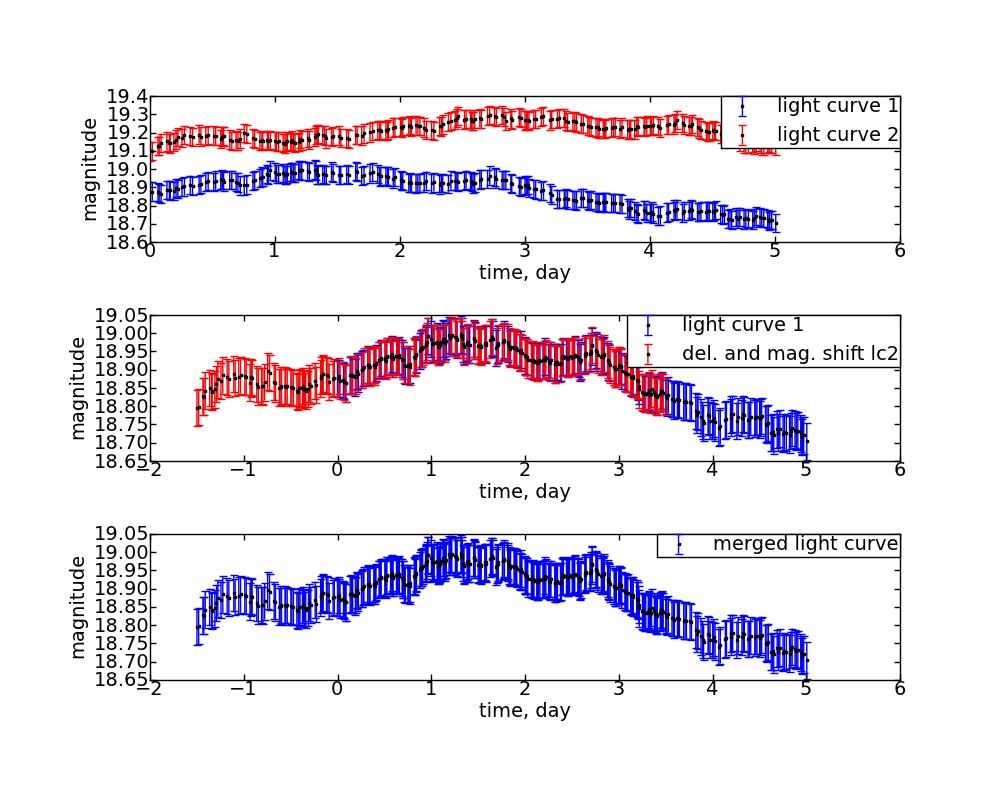 19.4
19.3
19.2
19.1
19.0
18.9
18.8
18.7
18.6
magnitude
light curve 1
light curve 2
0 1 2 3 4 5 6
time, day
19.05
19.00
18.95
18.90
18.85
18.80
18.75
18.70
18.65
magnitude
light curve 1
del. and mag. shift lc2
−2 −1 0 1 2 3 4 5 6
time, day
19.05
19.00
18.95
18.90
18.85
18.80
18.75
18.70
18.65
magnitude
merged light curve
−2 −1 0 1 2 3 4 5 6
time, day